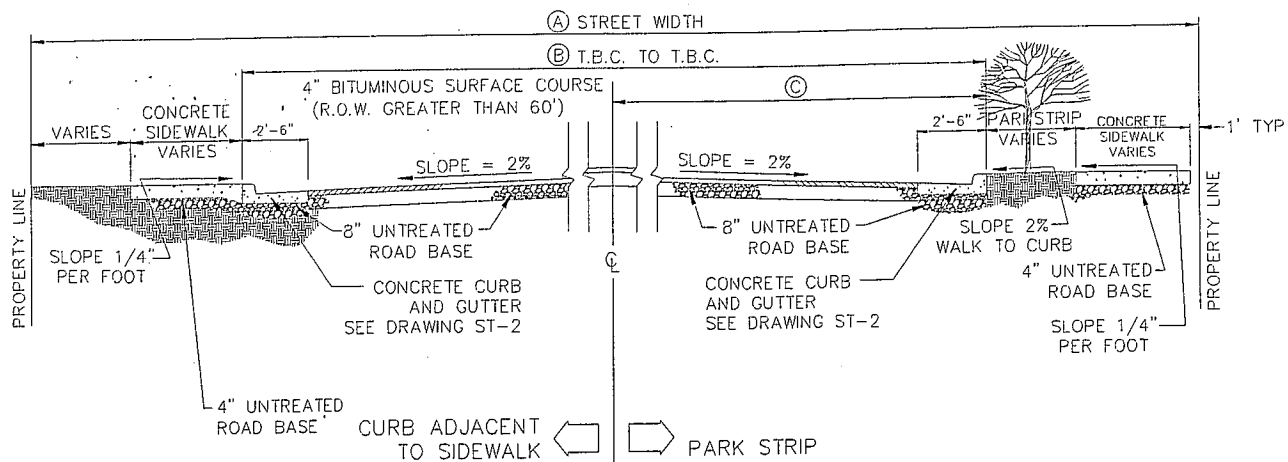 Ⓐ STREET WIDTH
Ⓑ T.B.C. TO T.B.C.
4" BITUMINOUS SURFACE COURSE
(R.O.W. GREATER THAN 60')
Ⓒ
VARIES
CONCRETE
SIDEWALK
VARIES
2'-6"
2'-6"
PARK STRIP
VARIES
CONCRETE
SIDEWALK
VARIES
1' TYP
SLOPE = 2%
SLOPE = 2%
PROPERTY LINE
SLOPE 1/4"
PER FOOT
8" UNTREATED
ROAD BASE
CONCRETE CURB
AND GUTTER
SEE DRAWING ST-2
4" UNTREATED
ROAD BASE
℄
8" UNTREATED
ROAD BASE
CONCRETE CURB
AND GUTTER
SEE DRAWING ST-2
SLOPE 2%
WALK TO CURB
4" UNTREATED
ROAD BASE
SLOPE 1/4"
PER FOOT
PROPERTY LINE
CURB ADJACENT
TO SIDEWALK
PARK STRIP